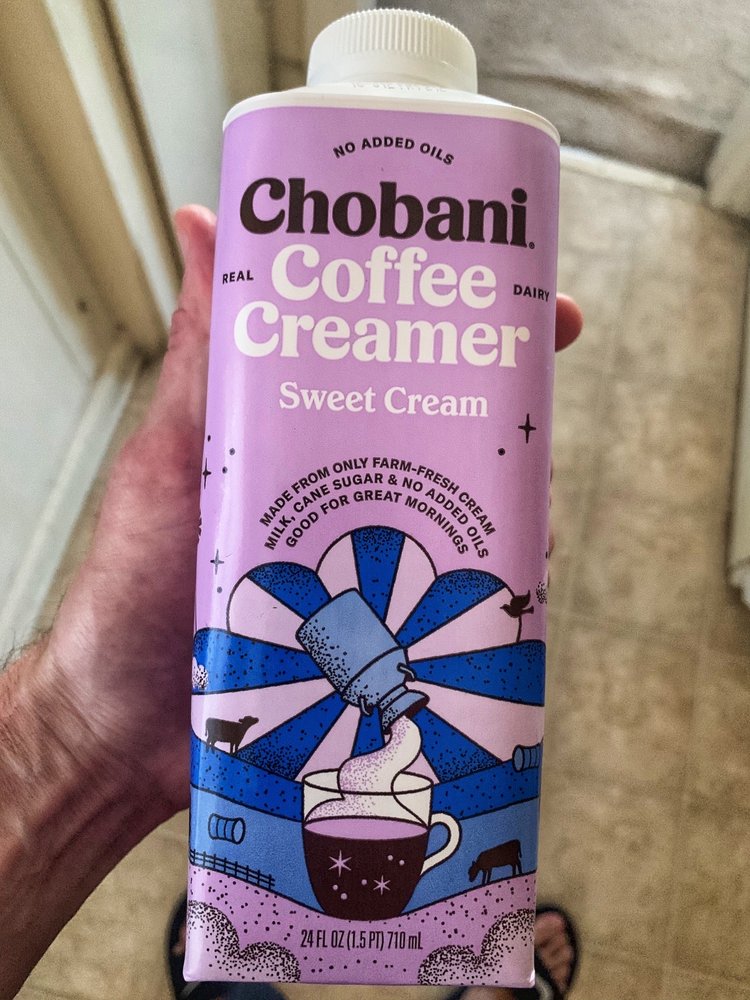 NO ADDED OILS
Chobani.
REAL
Coffee
DAIRY
Creamer
Sweet Cream
MADE FROM ONLY FARM-FRESH CREAM
MILK, CANE SUGAR & NO ADDED OILS
GOOD FOR GREAT MORNINGS
24 FL OZ (1.5 PT) 710 mL